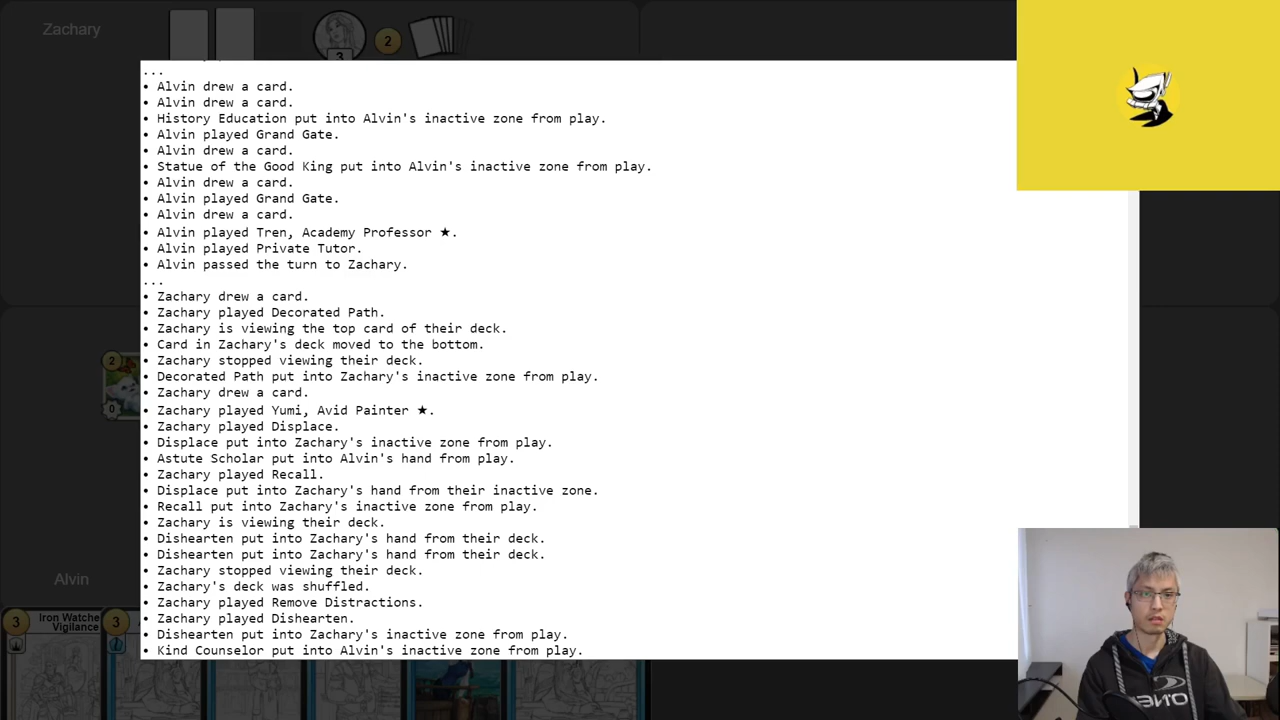 Zachary
2
3
...
• Alvin drew a card.
• Alvin drew a card.
• History Education put into Alvin's inactive zone from play.
• Alvin played Grand Gate.
• Alvin drew a card.
• Statue of the Good King put into Alvin's inactive zone from play.
• Alvin drew a card.
• Alvin played Grand Gate.
• Alvin drew a card.
• Alvin played Tren, Academy Professor ★.
• Alvin played Private Tutor.
• Alvin passed the turn to Zachary.
...
• Zachary drew a card.
• Zachary played Decorated Path.
• Zachary is viewing the top card of their deck.
• Card in Zachary's deck moved to the bottom.
• Zachary stopped viewing their deck.
• Decorated Path put into Zachary's inactive zone from play.
• Zachary drew a card.
• Zachary played Yumi, Avid Painter ★.
• Zachary played Displace.
• Displace put into Zachary's inactive zone from play.
• Astute Scholar put into Alvin's hand from play.
• Zachary played Recall.
• Displace put into Zachary's hand from their inactive zone.
• Recall put into Zachary's inactive zone from play.
• Zachary is viewing their deck.
• Dishearten put into Zachary's hand from their deck.
• Dishearten put into Zachary's hand from their deck.
• Zachary stopped viewing their deck.
• Zachary's deck was shuffled.
• Zachary played Remove Distractions.
• Zachary played Dishearten.
• Dishearten put into Zachary's inactive zone from play.
• Kind Counselor put into Alvin's inactive zone from play.
2
0
Alvin
3
Iron Watche
Vigilance
3
O'NE